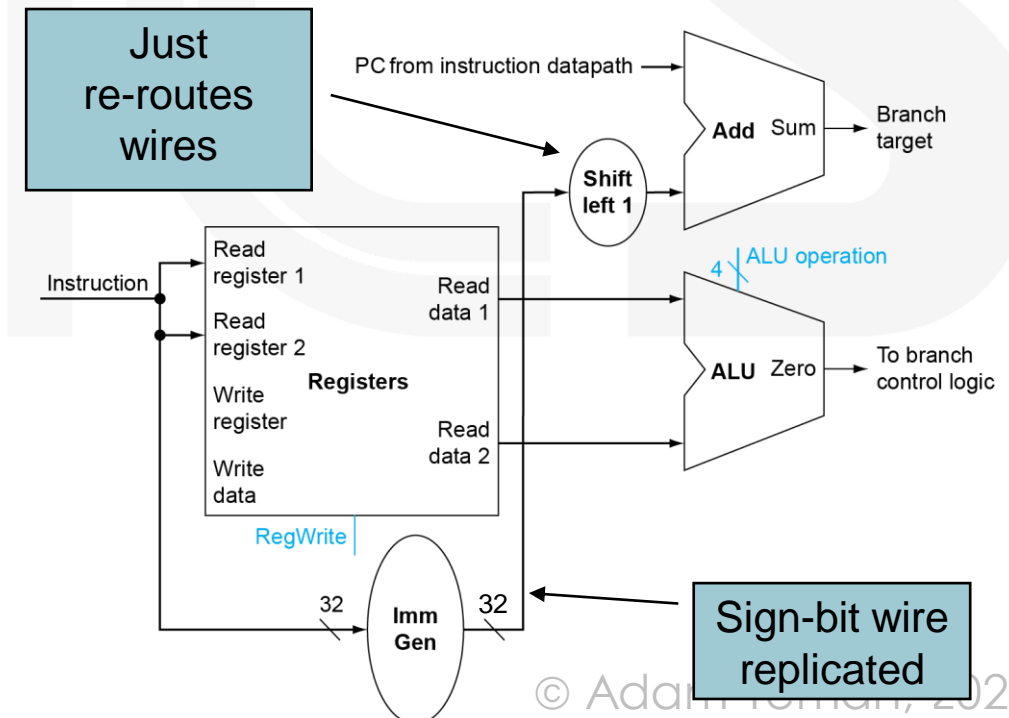 Just
re-routes
wires
PC from instruction datapath
Add Sum
Branch
target
Shift
left 1
Instruction
Read
register 1
Read
register 2
Write
register
Write
data
Registers
Read
data 1
Read
data 2
RegWrite
4
ALU operation
ALU Zero
To branch
control logic
32
Imm
Gen
32
Sign-bit wire
replicated
©